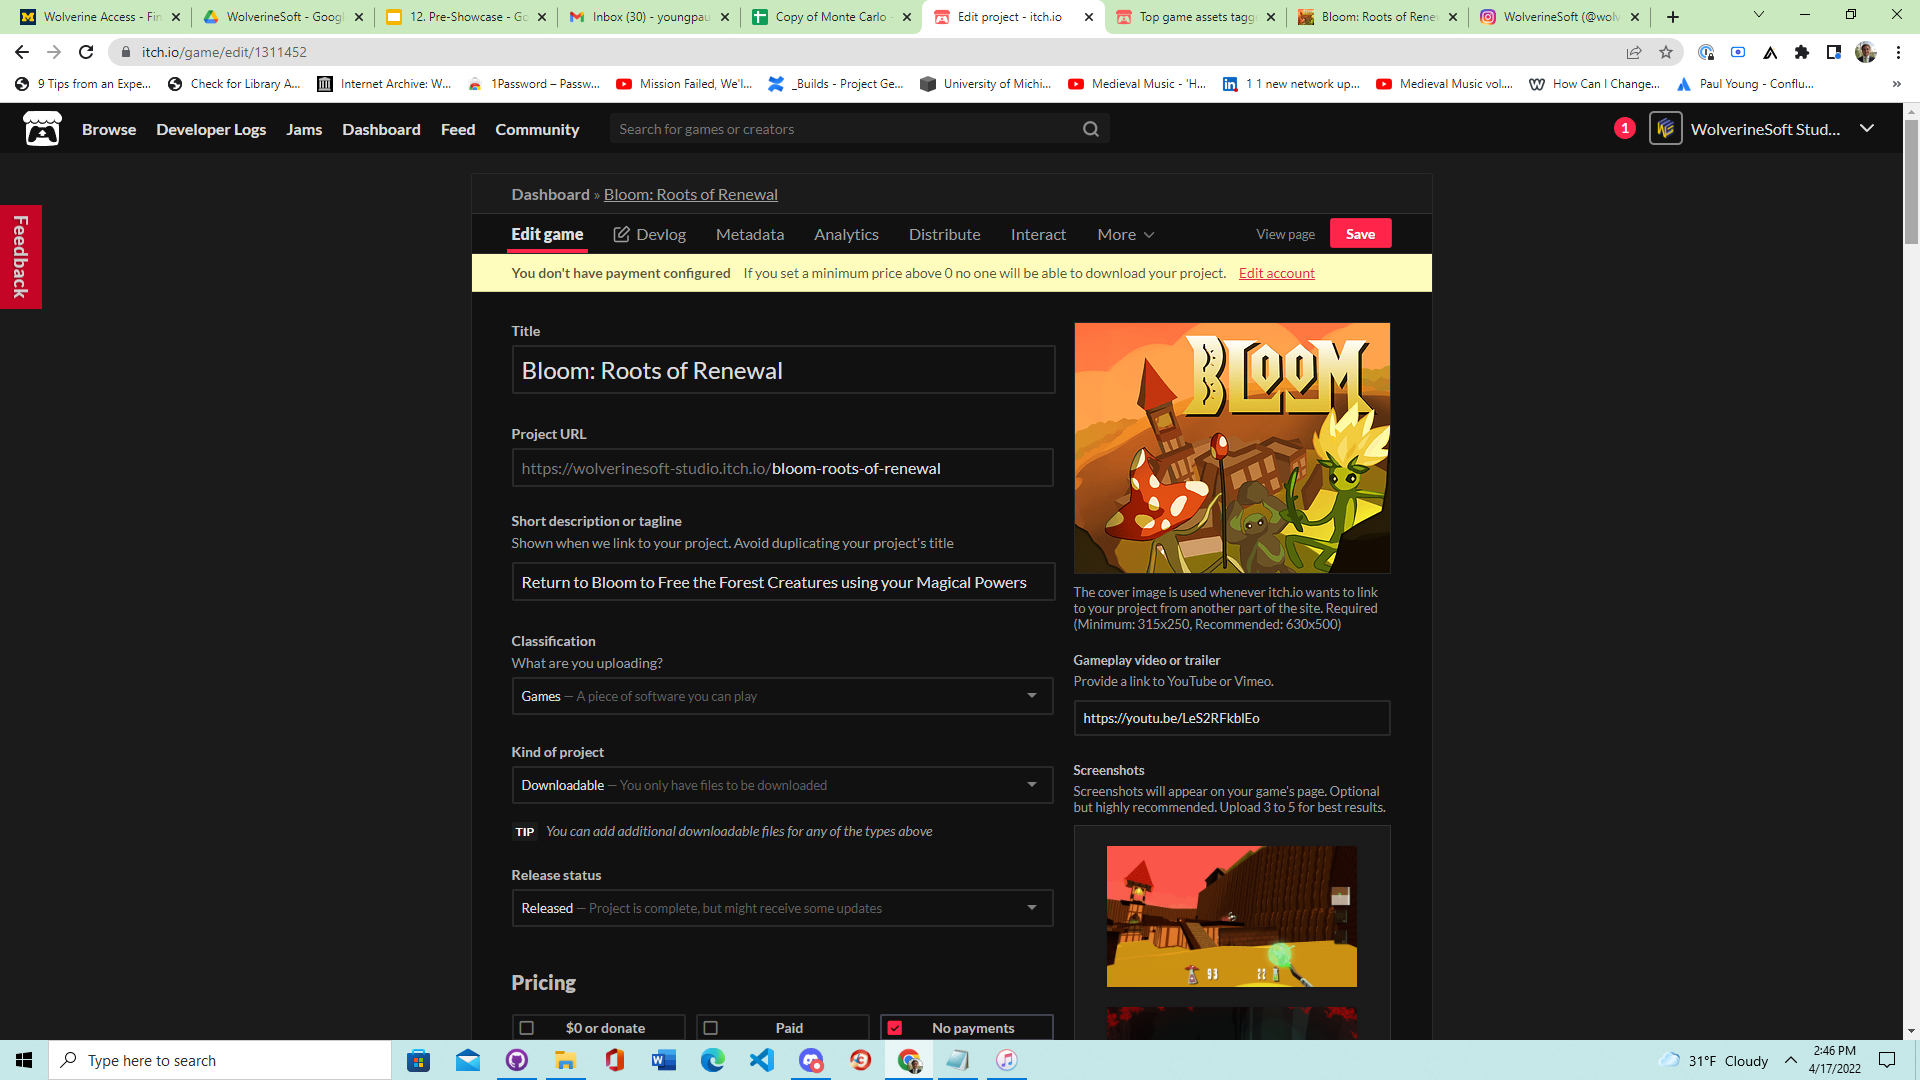 Wolverine Access - Fin
WolverineSoft - Googl
12. Pre-Showcase - Go
Inbox (30) - youngpau
Copy of Monte Carlo -
Edit project - itch.io
Top game assets tagg
Bloom: Roots of Rene
WolverineSoft (@wolv
itch.io/game/edit/1311452
9 Tips from an Expe...
Check for Library A...
Internet Archive: W...
1Password – Passw...
Mission Failed, We'l...
_Builds - Project Ge...
University of Michi...
Medieval Music - 'H...
1 1 new network up...
Medieval Music vol....
How Can I Change...
Paul Young - Conflu...
»
Browse
Developer Logs
Jams
Dashboard
Feed
Community
Search for games or creators
1
WolverineSoft Stud...
Feedback
Dashboard » Bloom: Roots of Renewal
Edit game
Devlog
Metadata
Analytics
Distribute
Interact
More
View page
Save
You don't have payment configured If you set a minimum price above 0 no one will be able to download your project. Edit account
Title
Bloom: Roots of Renewal
Project URL
https://wolverinesoft-studio.itch.io/bloom-roots-of-renewal
Short description or tagline
Shown when we link to your project. Avoid duplicating your project's title
Return to Bloom to Free the Forest Creatures using your Magical Powers
Classification
What are you uploading?
Games — A piece of software you can play
Kind of project
Downloadable — You only have files to be downloaded
TIP You can add additional downloadable files for any of the types above
Release status
Released — Project is complete, but might receive some updates
Pricing
$0 or donate
Paid
No payments
BLOOM
The cover image is used whenever itch.io wants to link
to your project from another part of the site. Required
(Minimum: 315x250, Recommended: 630x500)
Gameplay video or trailer
Provide a link to YouTube or Vimeo.
https://youtu.be/LeS2RFkblEo
Screenshots
Screenshots will appear on your game's page. Optional
but highly recommended. Upload 3 to 5 for best results.
93
22
Type here to search
31°F Cloudy
2:46 PM
4/17/2022